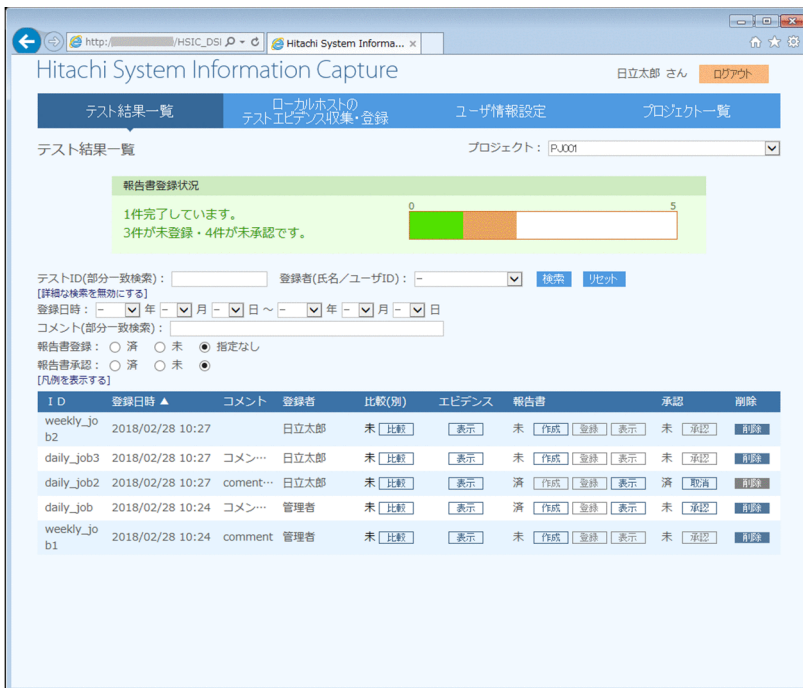 http:// /HSIC_DSI
Hitachi System Informa... ×
Hitachi System Information Capture
日立太郎 さん ログアウト
テスト結果一覧
ローカルホストの
テストエビデンス収集・登録
ユーザ情報設定
プロジェクト一覧
テスト結果一覧
プロジェクト： PJ001
報告書登録状況
1件完了しています。
3件が未登録・4件が未承認です。
0 5
テストID(部分一致検索)： 登録者(氏名／ユーザID)： － 検索 リセット
[詳細な検索を無効にする]
登録日時： － 年 － 月 － 日 ～ － 年 － 月 － 日
コメント(部分一致検索)：
報告書登録： 済 未 指定なし
報告書承認： 済 未
[凡例を表示する]
ＩＤ 登録日時 ▲ コメント 登録者 比較(別) エビデンス 報告書 承認 削除
weekly_jo
b2 2018/02/28 10:27 日立太郎 未 比較 表示 未 作成 登録 表示 未 承認 削除
daily_job3 2018/02/28 10:27 コメン… 日立太郎 未 比較 表示 未 作成 登録 表示 未 承認 削除
daily_job2 2018/02/28 10:27 coment… 日立太郎 未 比較 表示 済 作成 登録 表示 済 取消 削除
daily_job 2018/02/28 10:24 コメン… 管理者 未 比較 表示 済 作成 登録 表示 未 承認 削除
weekly_jo
b1 2018/02/28 10:24 comment 管理者 未 比較 表示 未 作成 登録 表示 未 承認 削除